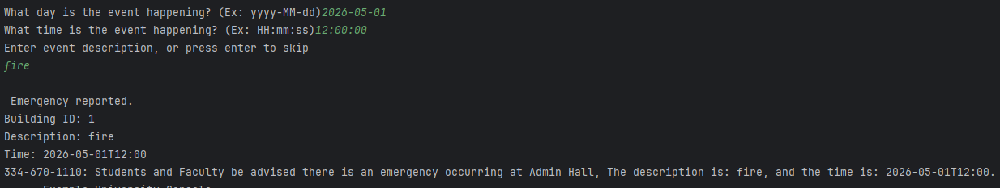 What day is the event happening? (Ex: yyyy-MM-dd)2026-05-01
What time is the event happening? (Ex: HH:mm:ss)12:00:00
Enter event description, or press enter to skip
fire
Emergency reported.
Building ID: 1
Description: fire
Time: 2026-05-01T12:00
334-670-1110: Students and Faculty be advised there is an emergency occurring at Admin Hall, The description is: fire, and the time is: 2026-05-01T12:00.
Example University Console